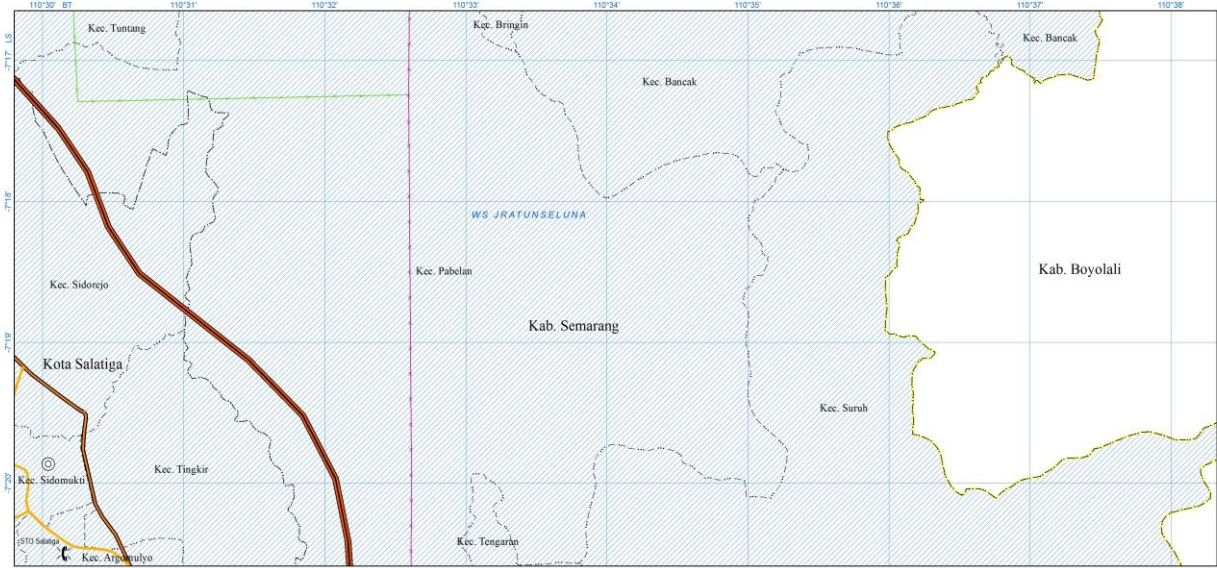 110°30' BT
110°31'
110°32'
110°33'
110°34'
110°35'
110°36'
110°37'
110°38'
LS
-7°17'
-7°18'
-7°19'
-7°20'
Kec. Tuntang
Kec. Bringin
Kec. Bancak
Kec. Bancak
WS JRATUNSELUNA
Kec. Sidorejo
Kec. Pabelan
Kab. Boyolali
Kab. Semarang
Kota Salatiga
Kec. Suruh
Kec. Tingkir
Kec. Sidomukti
STO Salatiga
Kec. Tengaran
Kec. Argomulyo